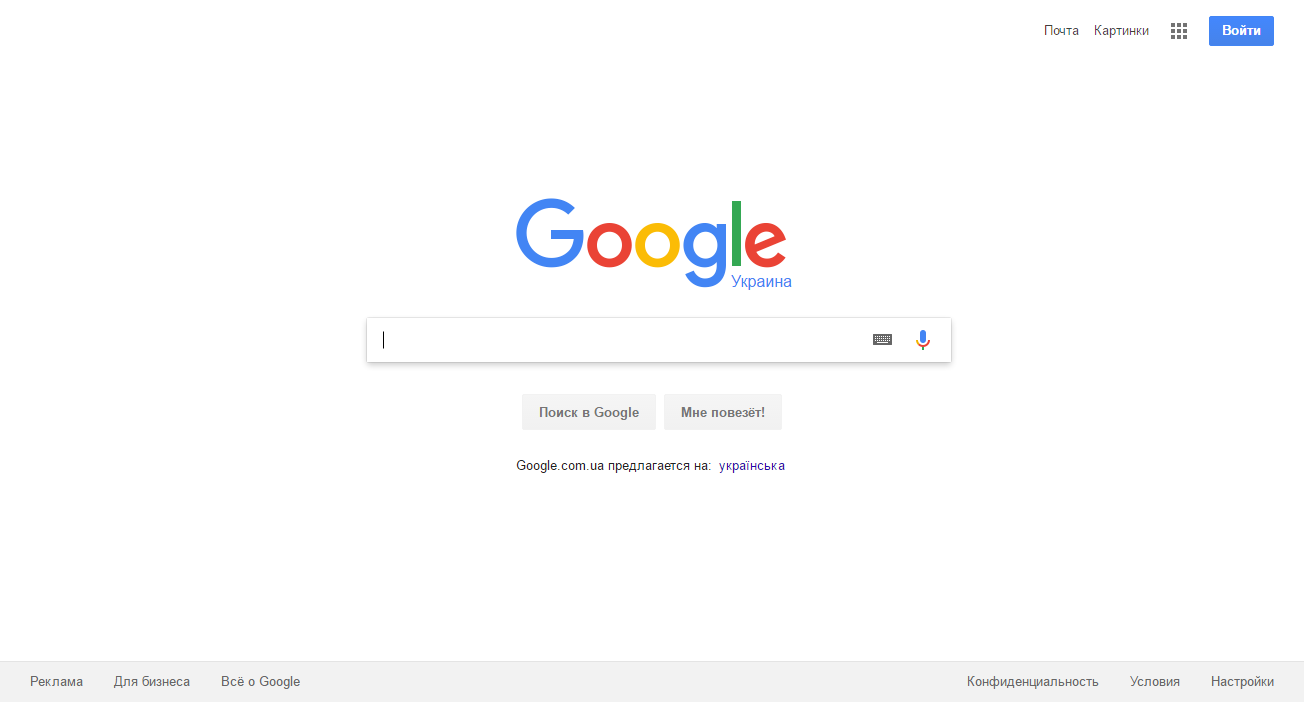 Почта Картинки Войти
Google
Украина
Поиск в Google Мне повезёт!
Google.com.ua предлагается на: українська
Реклама Для бизнеса Всё о Google Конфиденциальность Условия Настройки